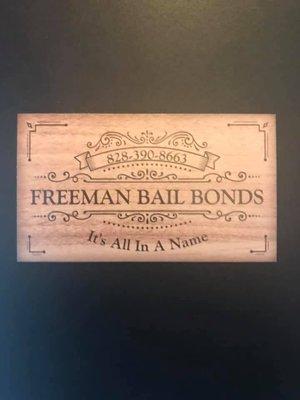 828-390-8663
FREEMAN BAIL BONDS
It's All In A Name